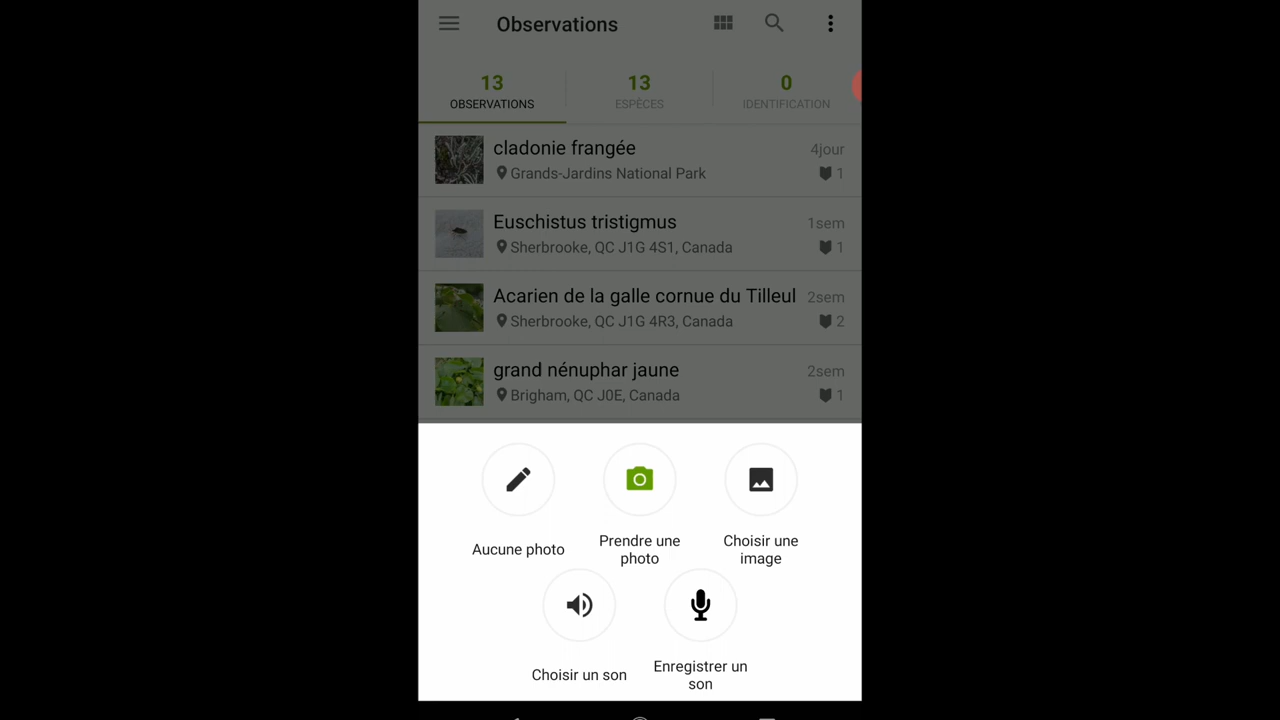 Observations
13 13 0
OBSERVATIONS ESPÈCES IDENTIFICATION
cladonie frangée 4jour
Grands-Jardins National Park 1
Euschistus tristigmus 1sem
Sherbrooke, QC J1G 4S1, Canada 1
Acarien de la galle cornue du Tilleul 2sem
Sherbrooke, QC J1G 4R3, Canada 2
grand nénuphar jaune 2sem
Brigham, QC J0E, Canada 1
Aucune photo
Prendre une
photo
Choisir une
image
Choisir un son
Enregistrer un
son